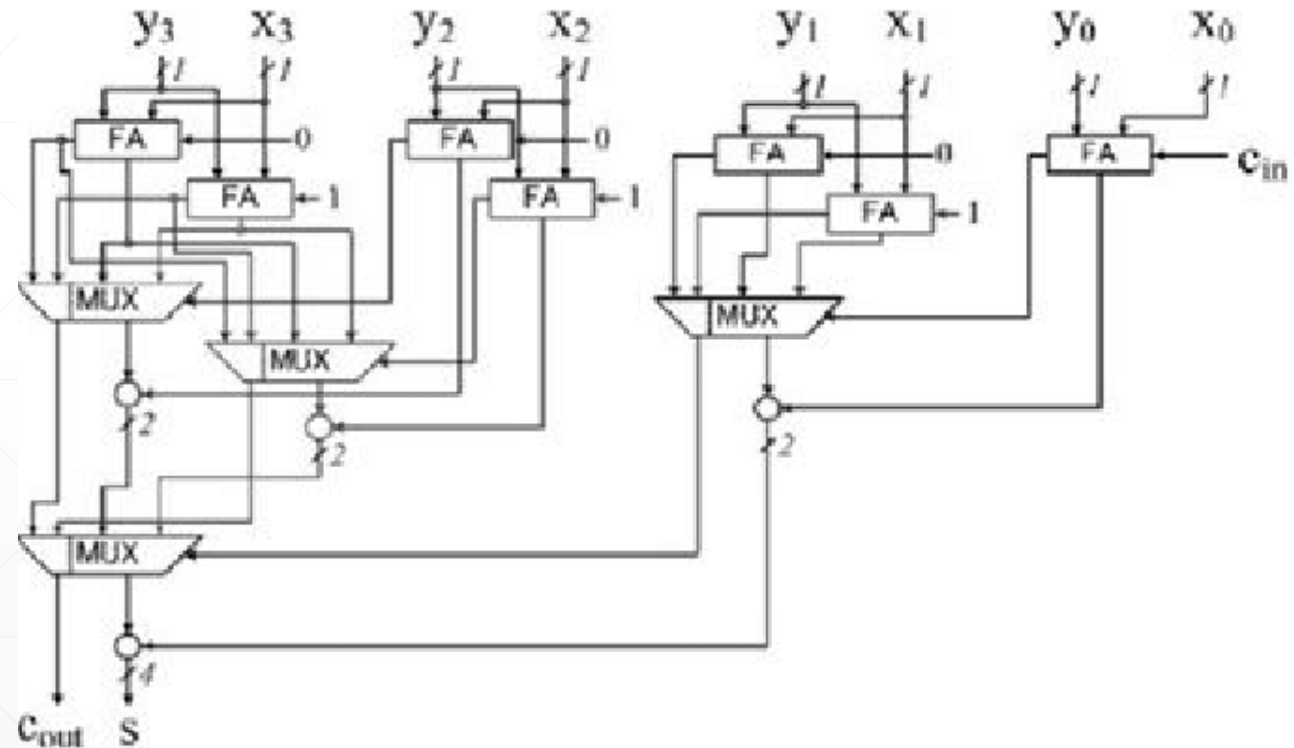 y3 x3 y2 x2 y1 x1 y0 x0
1 1 1 1 1 1 1 1
FA 0 FA 0 FA 0 FA cin
FA 1 FA 1 FA 1
MUX MUX
MUX
2 2 2
MUX
4
cout s